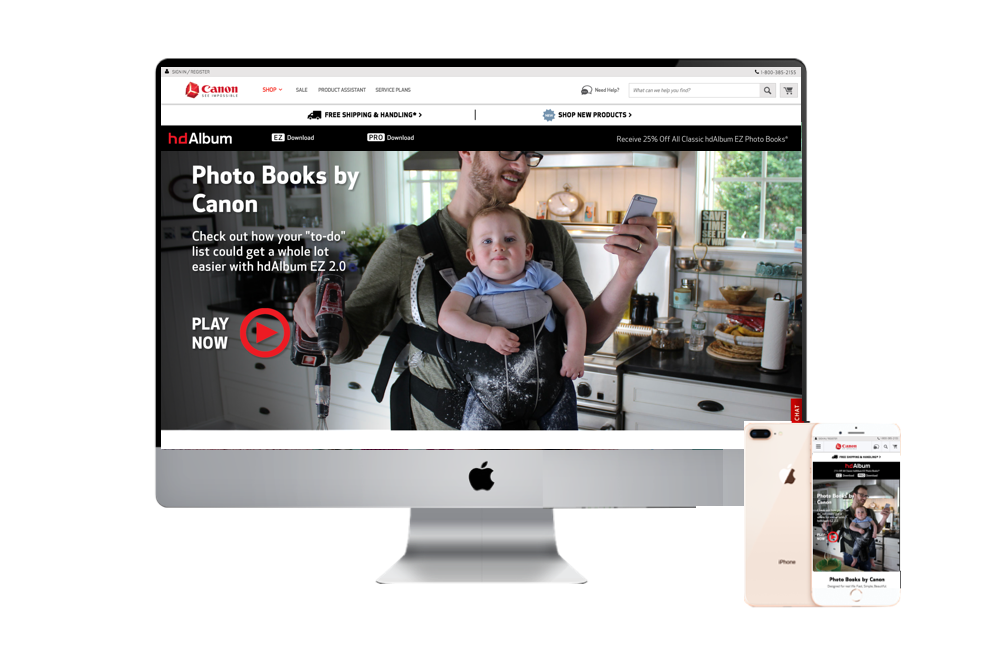 SIGN IN / REGISTER
1-800-385-2155
Canon
SEE IMPOSSIBLE
SHOP
SALE
PRODUCT ASSISTANT
SERVICE PLANS
Need Help?
What can we help you find?
FREE SHIPPING & HANDLING* >
SHOP NEW PRODUCTS >
hdAlbum
EZ Download
PRO Download
Receive 25% Off All Classic hdAlbum EZ Photo Books*
Photo Books by
Canon
Check out how your "to-do"
list could get a whole lot
easier with hdAlbum EZ 2.0
PLAY
NOW
SAVE
TIME
CHAT
iPhone
Canon
FREE SHIPPING & HANDLING* >
hdAlbum
Photo Books by
Canon
PLAY
NOW
Photo Books by Canon